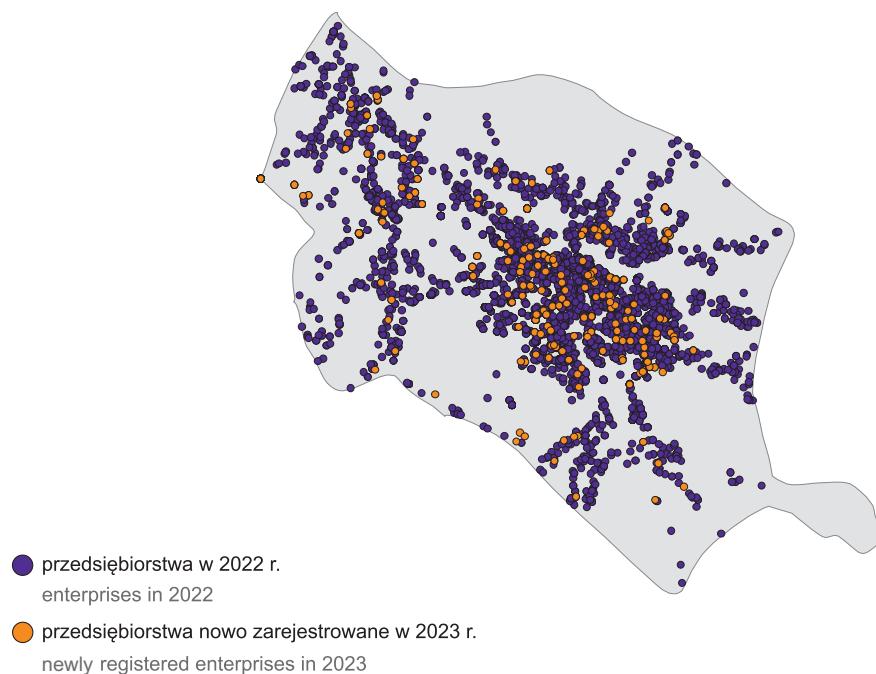 przedsiębiorstwa w 2022 r.
enterprises in 2022
przedsiębiorstwa nowo zarejestrowane w 2023 r.
newly registered enterprises in 2023